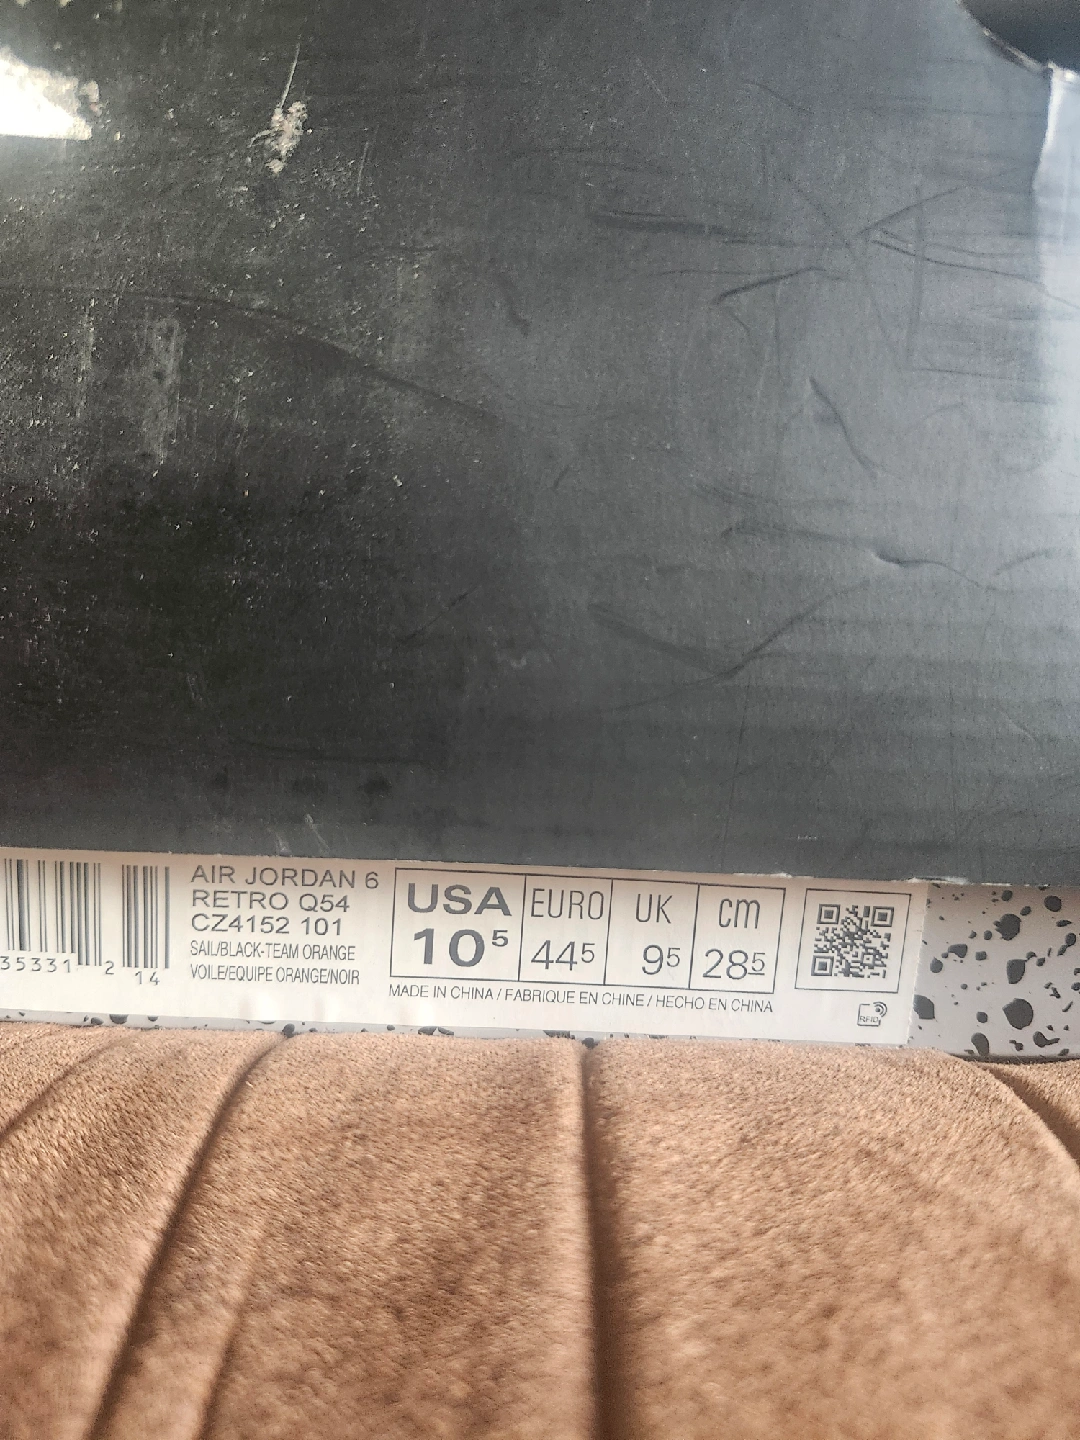 35331 2
14
AIR JORDAN 6
RETRO Q54
CZ4152 101
SAIL/BLACK-TEAM ORANGE
VOILE/EQUIPE ORANGE/NOIR
USA
10⁵
EURO
44⁵
UK
9⁵
cm
28⁵
MADE IN CHINA / FABRIQUE EN CHINE / HECHO EN CHINA
RFID